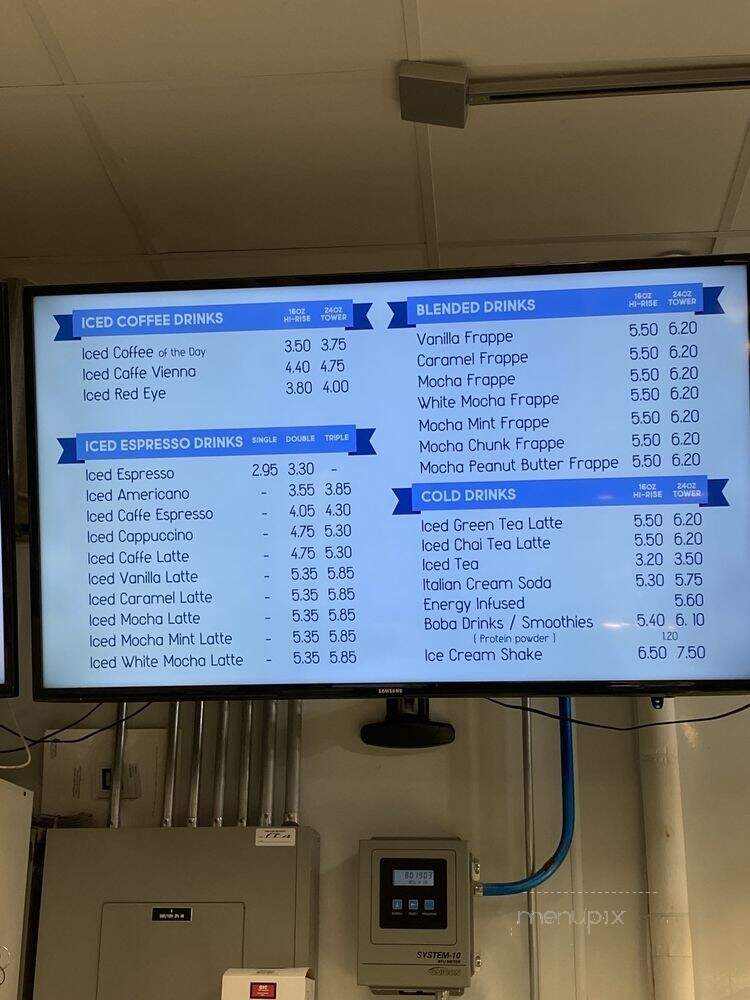 ICED COFFEE DRINKS 16OZ HI-RISE 24OZ TOWER
Iced Coffee of the Day 3.50 3.75
Iced Caffe Vienna 4.40 4.75
Iced Red Eye 3.80 4.00
ICED ESPRESSO DRINKS SINGLE DOUBLE TRIPLE
Iced Espresso 2.95 3.30 -
Iced Americano - 3.55 3.85
Iced Caffe Espresso - 4.05 4.30
Iced Cappuccino - 4.75 5.30
Iced Caffe Latte - 4.75 5.30
Iced Vanilla Latte - 5.35 5.85
Iced Caramel Latte - 5.35 5.85
Iced Mocha Latte - 5.35 5.85
Iced Mocha Mint Latte - 5.35 5.85
Iced White Mocha Latte - 5.35 5.85
BLENDED DRINKS 16OZ HI-RISE 24OZ TOWER
Vanilla Frappe 5.50 6.20
Caramel Frappe 5.50 6.20
Mocha Frappe 5.50 6.20
White Mocha Frappe 5.50 6.20
Mocha Mint Frappe 5.50 6.20
Mocha Chunk Frappe 5.50 6.20
Mocha Peanut Butter Frappe 5.50 6.20
COLD DRINKS 16OZ HI-RISE 24OZ TOWER
Iced Green Tea Latte 5.50 6.20
Iced Chai Tea Latte 5.50 6.20
Iced Tea 3.20 3.50
Italian Cream Soda 5.30 5.75
Energy Infused 5.60
Boba Drinks / Smoothies 5.40 6.10
( Protein powder ) 1.20
Ice Cream Shake 6.50 7.50
SAMSUNG
SYSTEM-10
BTU METER
ONICON
menupix